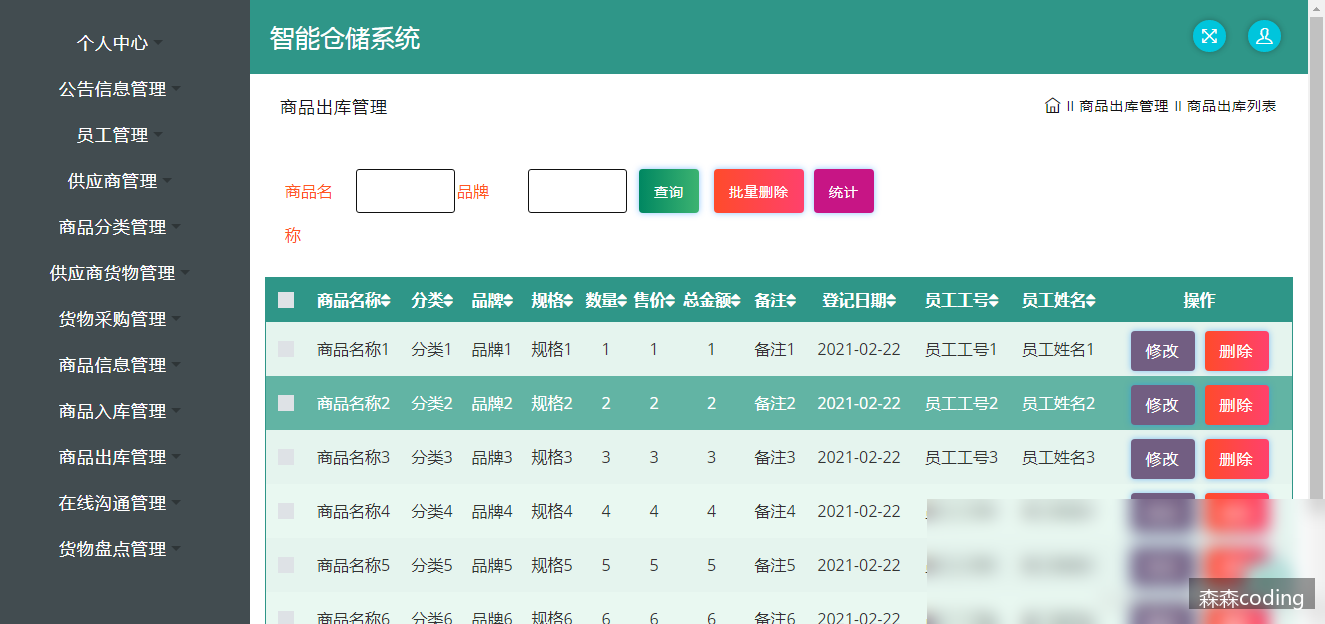 个人中心
公告信息管理
员工管理
供应商管理
商品分类管理
供应商货物管理
货物采购管理
商品信息管理
商品入库管理
商品出库管理
在线沟通管理
货物盘点管理
智能仓储系统
商品出库管理
商品出库管理 商品出库列表
商品名称 品牌 查询 批量删除 统计
商品名称 分类 品牌 规格 数量 售价 总金额 备注 登记日期 员工工号 员工姓名 操作
商品名称1 分类1 品牌1 规格1 1 1 1 备注1 2021-02-22 员工工号1 员工姓名1 修改 删除
商品名称2 分类2 品牌2 规格2 2 2 2 备注2 2021-02-22 员工工号2 员工姓名2 修改 删除
商品名称3 分类3 品牌3 规格3 3 3 3 备注3 2021-02-22 员工工号3 员工姓名3 修改 删除
商品名称4 分类4 品牌4 规格4 4 4 4 备注4 2021-02-22
商品名称5 分类5 品牌5 规格5 5 5 5 备注5 2021-02-22
商品名称6 分类6 品牌6 规格6 6 6 6 备注6 2021-02-22
森森coding